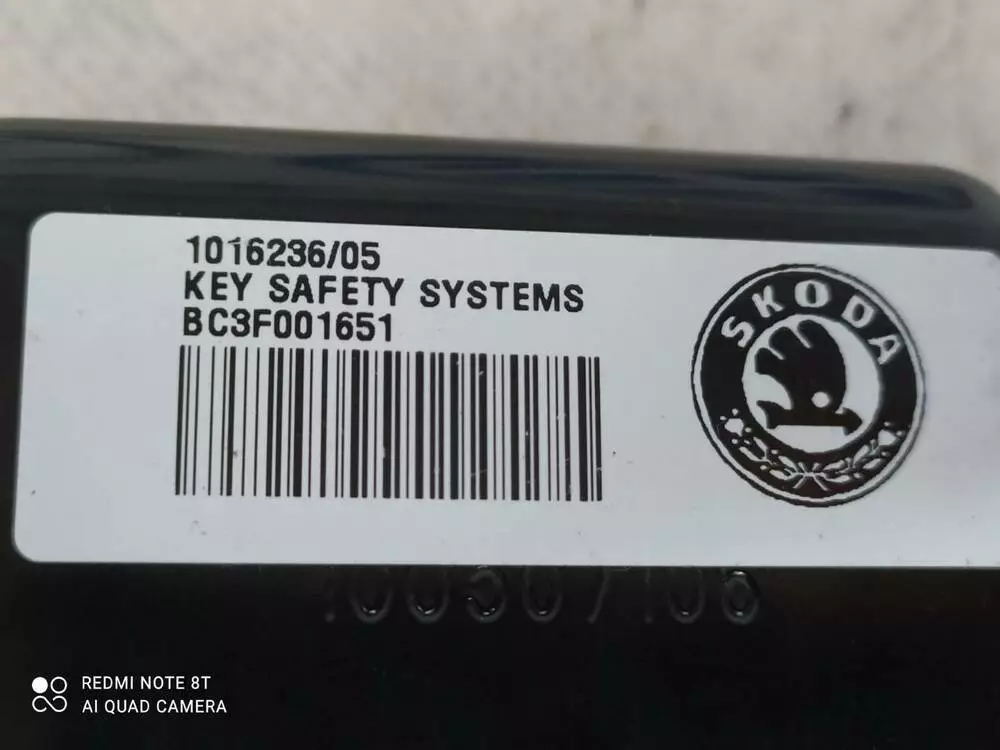 1016236/05
KEY SAFETY SYSTEMS
BC3F001651
SKODA
REDMI NOTE 8T
AI QUAD CAMERA